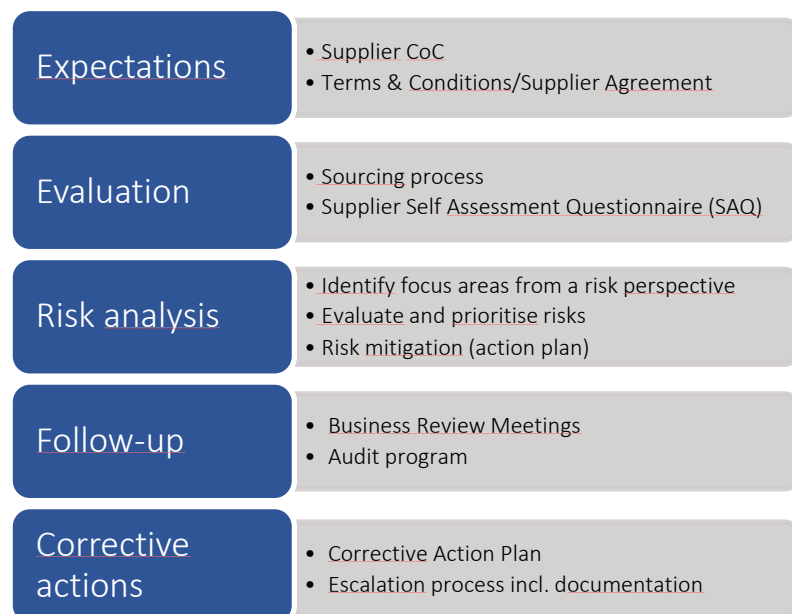 Expectations
• Supplier CoC
• Terms & Conditions/Supplier Agreement
Evaluation
• Sourcing process
• Supplier Self Assessment Questionnaire (SAQ)
Risk analysis
• Identify focus areas from a risk perspective
• Evaluate and prioritise risks
• Risk mitigation (action plan)
Follow-up
• Business Review Meetings
• Audit program
Corrective
actions
• Corrective Action Plan
• Escalation process incl. documentation